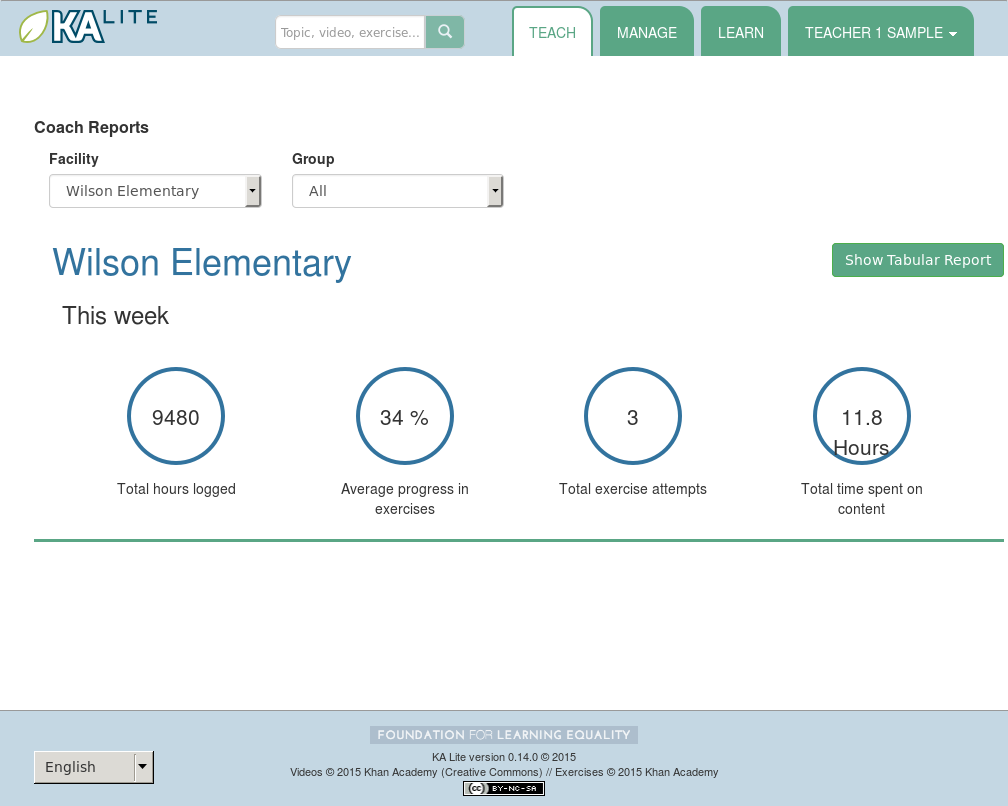 KA LITE
Topic, video, exercise...
TEACH
MANAGE
LEARN
TEACHER 1 SAMPLE
Coach Reports
Facility
Group
Wilson Elementary
All
Wilson Elementary
Show Tabular Report
This week
9480
34 %
3
11.8
Hours
Total hours logged
Average progress in
exercises
Total exercise attempts
Total time spent on
content
FOUNDATION FOR LEARNING EQUALITY
KA Lite version 0.14.0 © 2015
English
Videos © 2015 Khan Academy (Creative Commons) // Exercises © 2015 Khan Academy
cc BY-NC-SA